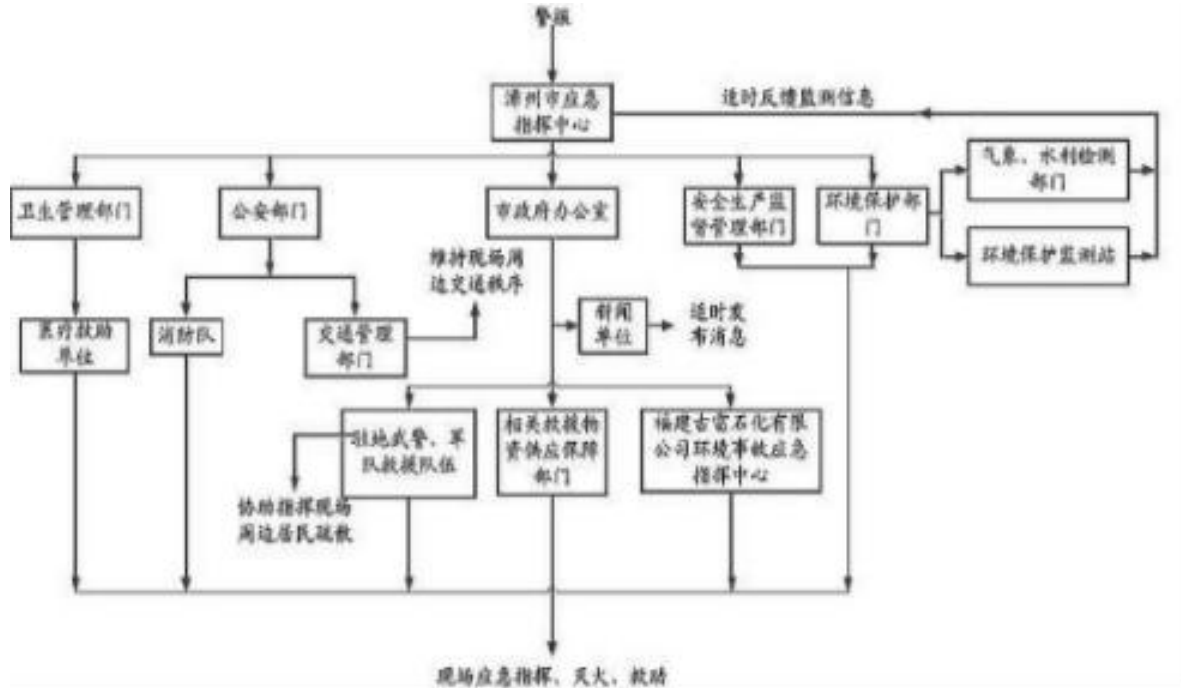 警报
漳州市应急
指挥中心
适时反馈监测信息
气象、水利检测
部门
卫生管理部门
公安部门
市政府办公室
安全生产监
督管理部门
环境保护部
门
环境保护监测站
维持现场周
边交通秩序
医疗救助
单位
消防队
交通管理
部门
新闻
单位
适时发
布消息
驻地武警、军
队救援队伍
相关救援物
资供应保障
部门
福建古雷石化有限
公司环境事故应急
指挥中心
协助指挥现场
周边居民疏散
现场应急指挥、灭火、救助